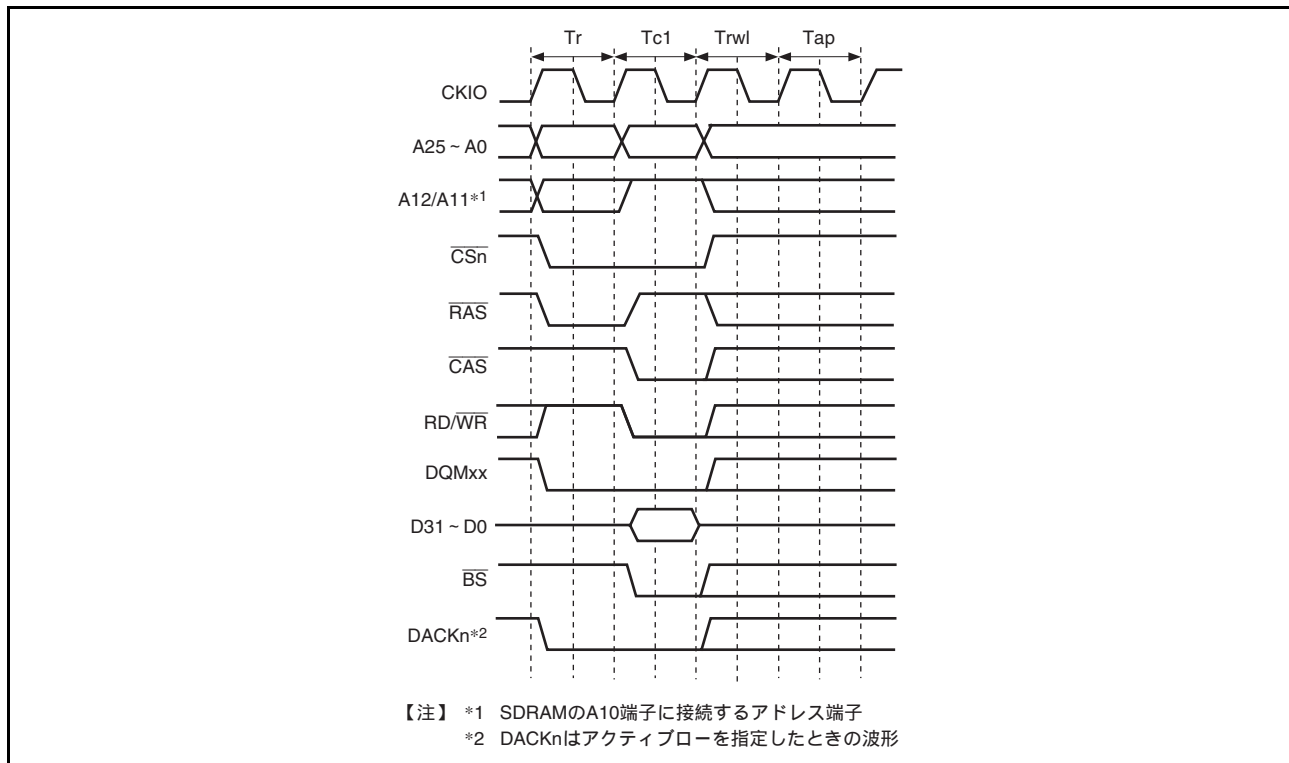 Tr Tc1 Trwl Tap
CKIO
A25 ~ A0
A12/A11*1
CSn
RAS
CAS
RD/WR
DQMxx
D31 ~ D0
BS
DACKn*2
【注】 *1 SDRAMのA10端子に接続するアドレス端子
*2 DACKnはアクティブローを指定したときの波形